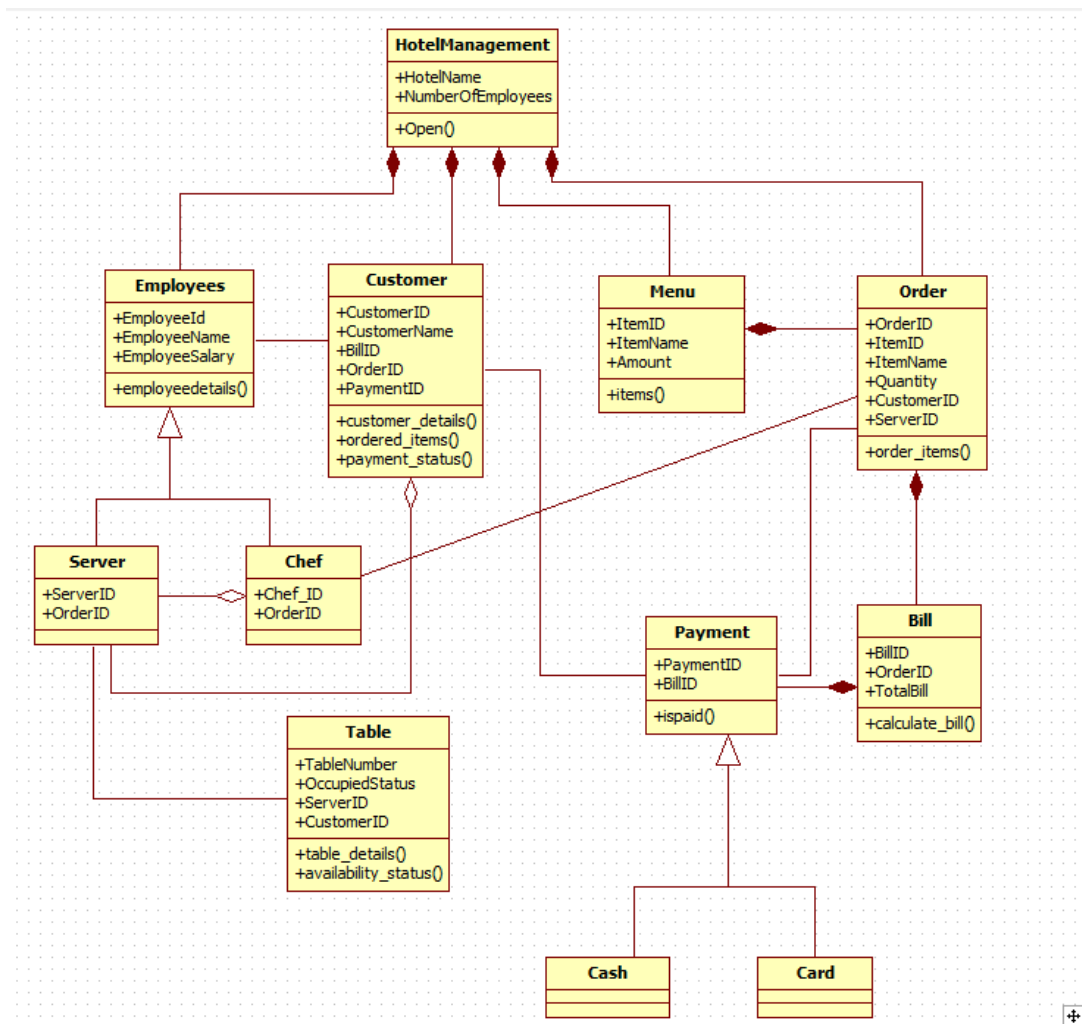 HotelManagement
+HotelName
+NumberOfEmployees
+Open()
Employees
+EmployeeId
+EmployeeName
+EmployeeSalary
+employeedetails()
Customer
+CustomerID
+CustomerName
+BillID
+OrderID
+PaymentID
+customer_details()
+ordered_items()
+payment_status()
Menu
+ItemID
+ItemName
+Amount
+items()
Order
+OrderID
+ItemID
+ItemName
+Quantity
+CustomerID
+ServerID
+order_items()
Server
+ServerID
+OrderID
Chef
+Chef_ID
+OrderID
Payment
+PaymentID
+BillID
+ispaid()
Bill
+BillID
+OrderID
+TotalBill
+calculate_bill()
Table
+TableNumber
+OccupiedStatus
+ServerID
+CustomerID
+table_details()
+availability_status()
Cash
Card